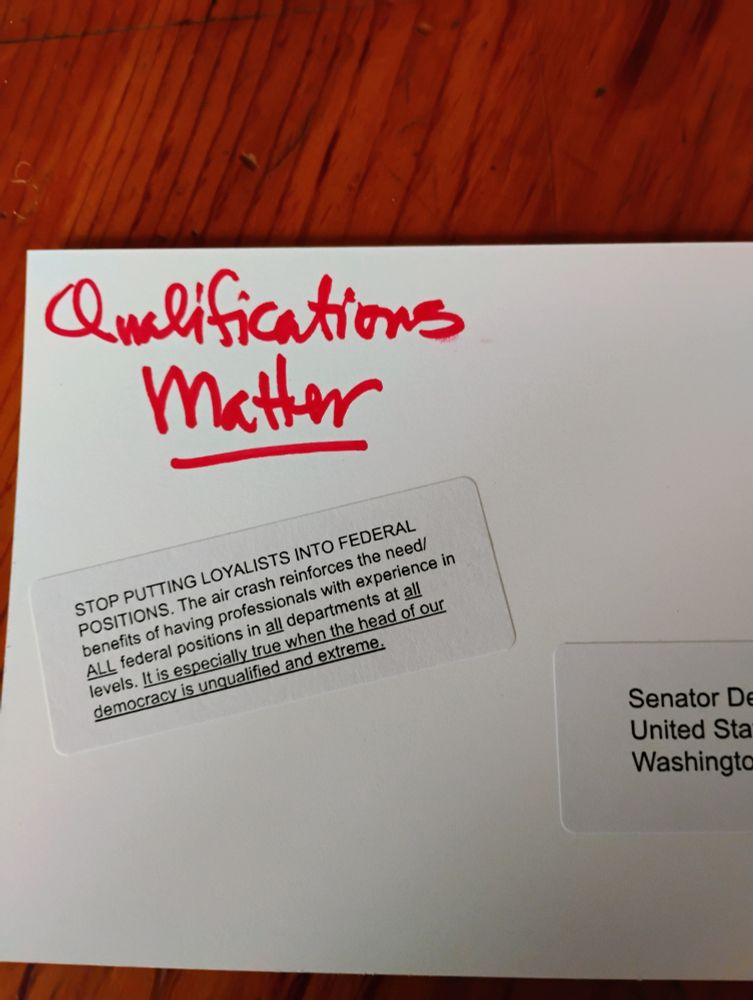 Qualifications
Matter
STOP PUTTING LOYALISTS INTO FEDERAL
POSITIONS. The air crash reinforces the need/
benefits of having professionals with experience in
ALL federal positions in all departments at all
levels. It is especially true when the head of our
democracy is unqualified and extreme.
Senator De
United Sta
Washingto